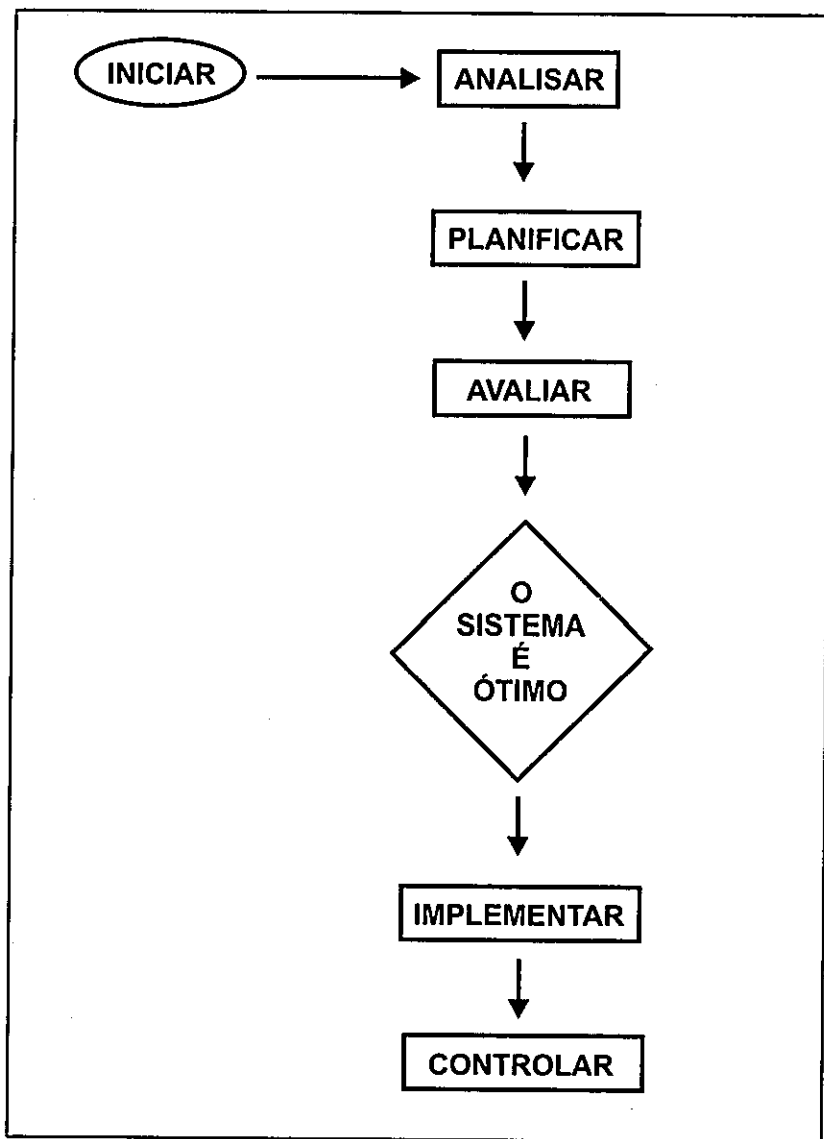 INICIAR
ANALISAR
PLANIFICAR
AVALIAR
O
SISTEMA
É
ÓTIMO
IMPLEMENTAR
CONTROLAR